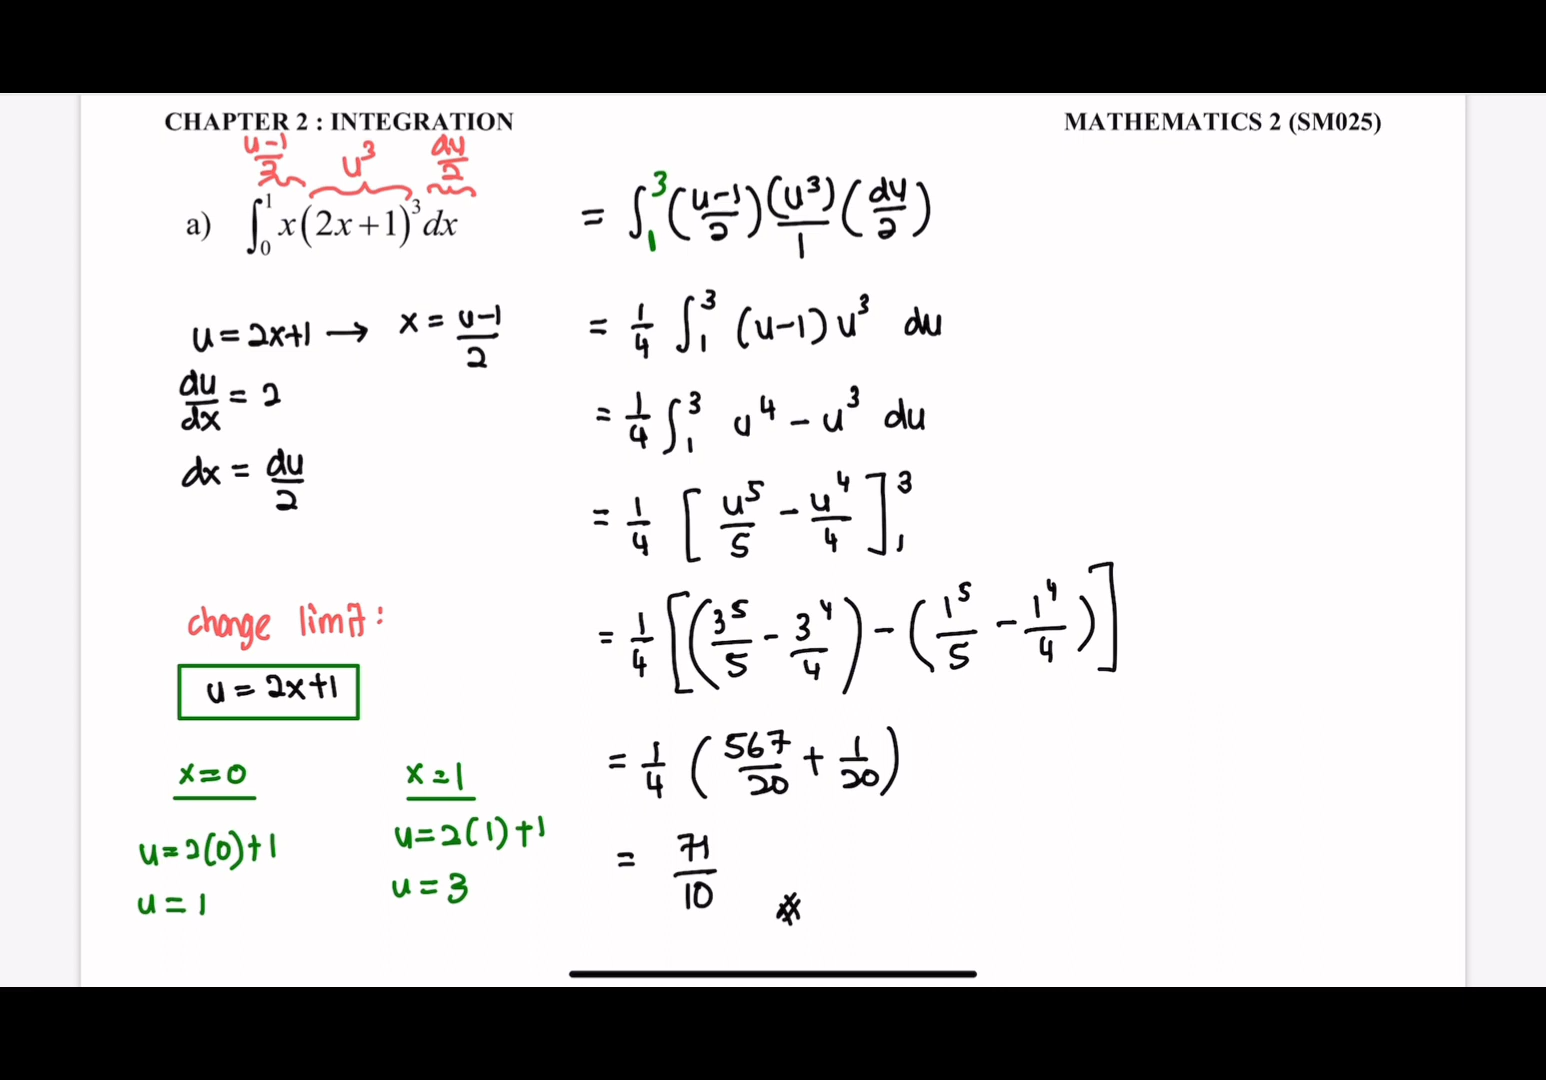 CHAPTER 2 : INTEGRATION
MATHEMATICS 2 (SM025)
u-1/2 u³ du/2
a) ∫₀¹ x(2x+1)³dx
u = 2x+1 → x = u-1/2
du/dx = 2
dx = du/2
change limit:
u = 2x+1
x=0
u=2(0)+1
u = 1
x=1
u=2(1)+1
u = 3
= ∫₁³ (u-1/2) (u³)/1 (du/2)
= 1/4 ∫₁³ (u-1) u³ du
= 1/4 ∫₁³ u⁴ - u³ du
= 1/4 [u⁵/5 - u⁴/4]₁³
= 1/4 [(3⁵/5 - 3⁴/4) - (1⁵/5 - 1⁴/4)]
= 1/4 (567/20 + 1/20)
= 71/10 #